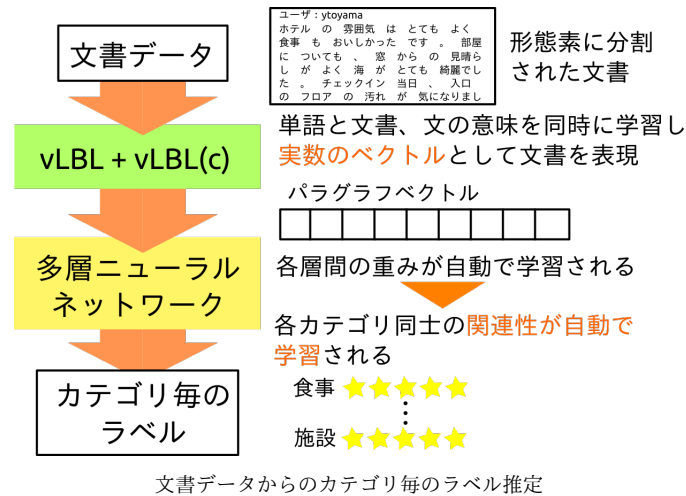 文書データ
ユーザ：ytoyama
ホテル の 雰囲気 は とても よく
食事 も おいしかった です 。 部屋
に ついて も 、 窓 から の 見晴ら
し が よく 海 が とても 綺麗でし
た 。 チェックイン 当日 、 入口
の フロア の 汚れ が 気になりまし
形態素に分割
された文書
vLBL + vLBL(c)
単語と文書、文の意味を同時に学習し
実数のベクトルとして文書を表現
パラグラフベクトル
多層ニューラル
ネットワーク
各層間の重みが自動で学習される
各カテゴリ同士の関連性が自動で
学習される
カテゴリ毎の
ラベル
食事
施設
文書データからのカテゴリ毎のラベル推定